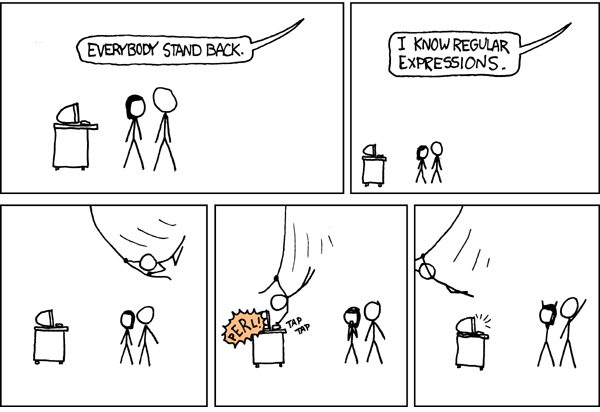 EVERYBODY STAND BACK.
I KNOW REGULAR
EXPRESSIONS.
PERL!
TAP
TAP